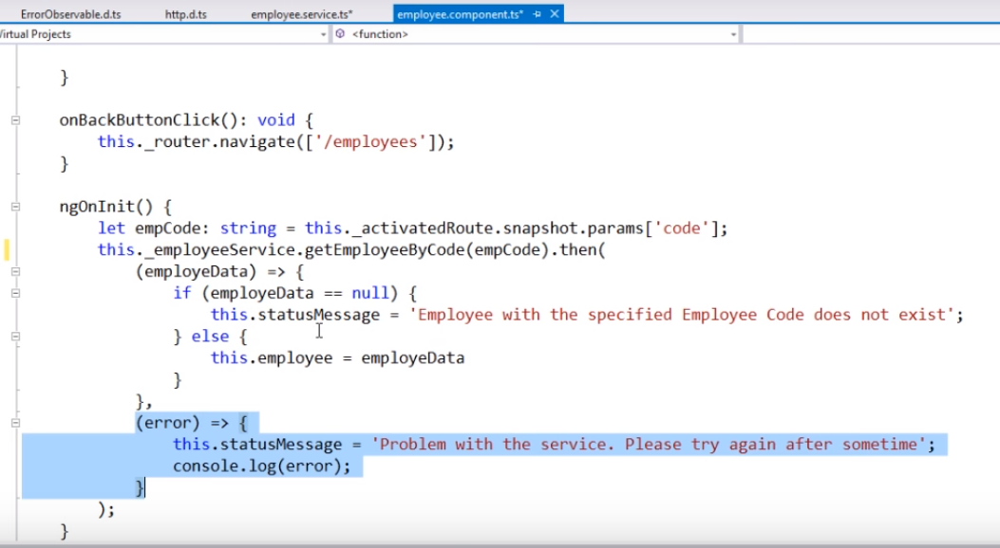 ErrorObservable.d.ts http.d.ts employee.service.ts* employee.component.ts*
Virtual Projects <function>
}
onBackButtonClick(): void {
this._router.navigate(['/employees']);
}
ngOnInit() {
let empCode: string = this._activatedRoute.snapshot.params['code'];
this._employeeService.getEmployeeByCode(empCode).then(
(employeData) => {
if (employeData == null) {
this.statusMessage = 'Employee with the specified Employee Code does not exist';
} else {
this.employee = employeData
}
},
(error) => {
this.statusMessage = 'Problem with the service. Please try again after sometime';
console.log(error);
}
);
}